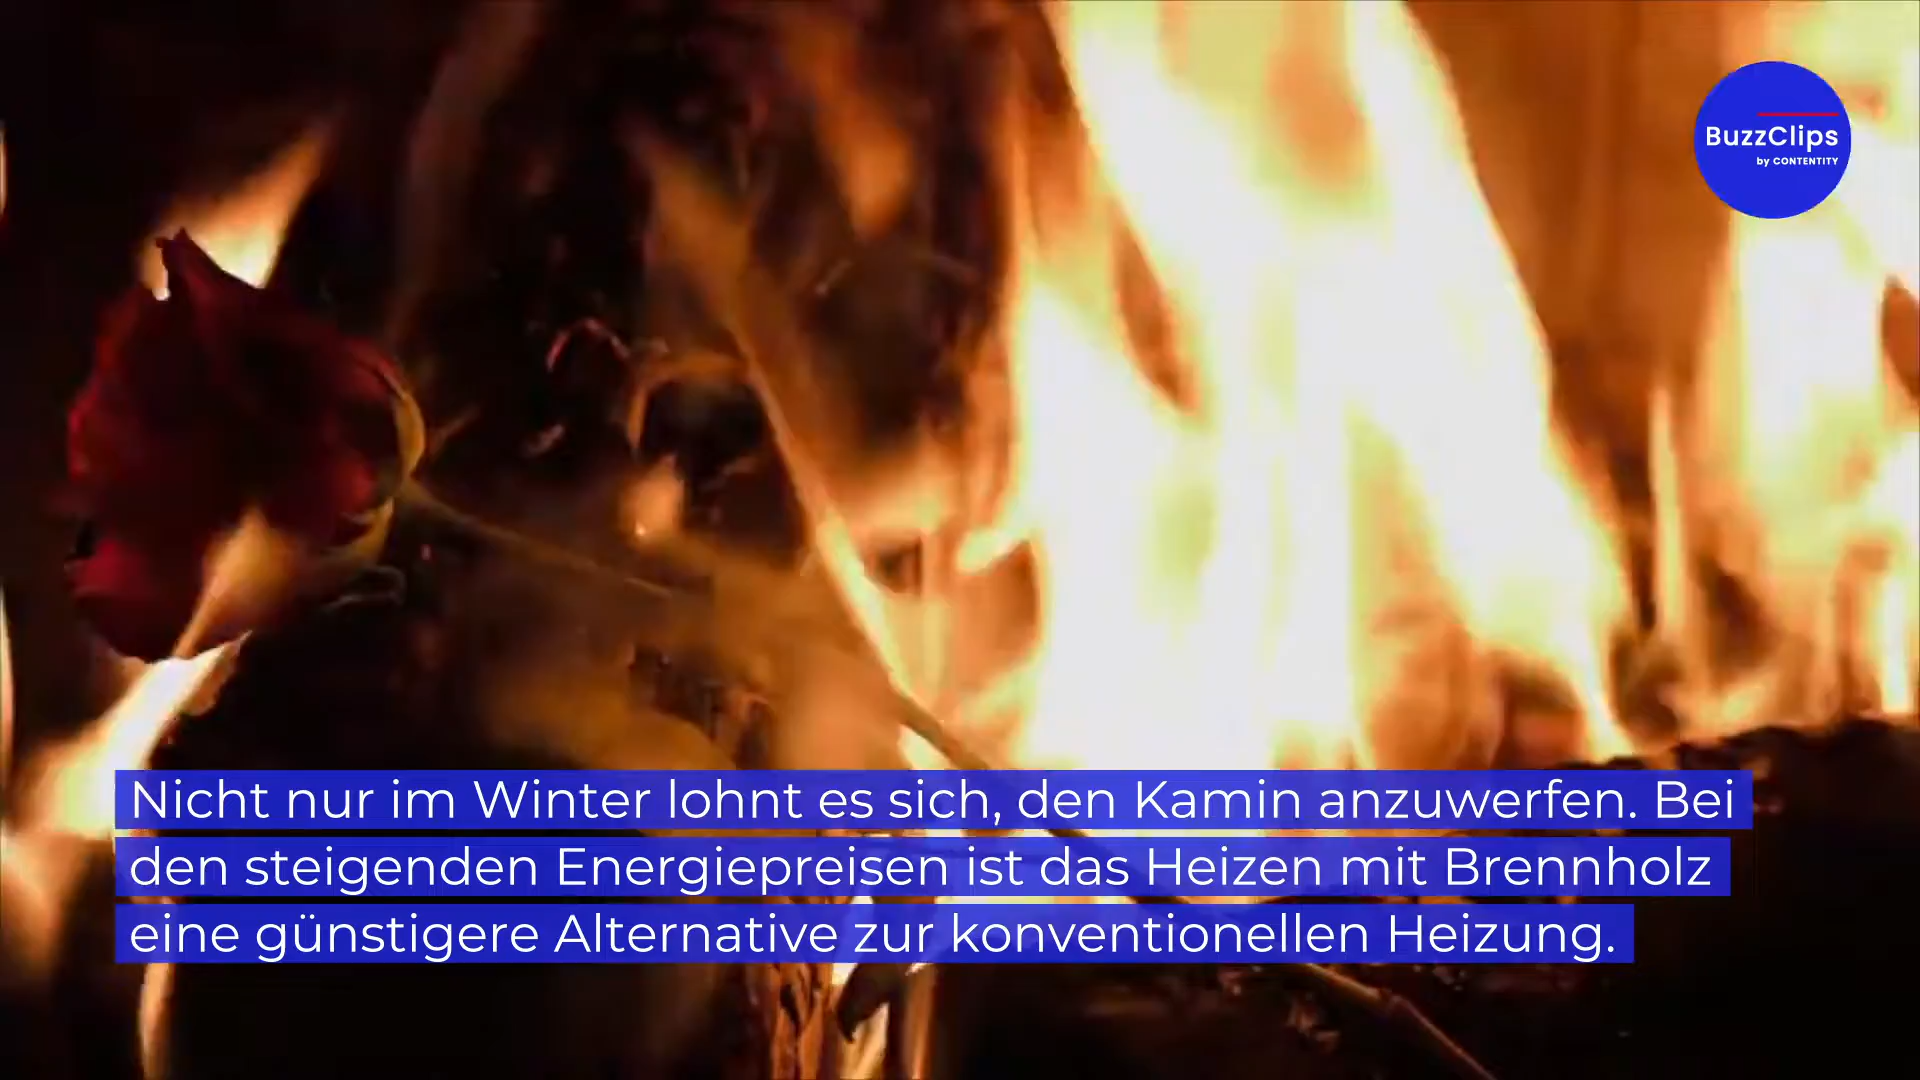 BuzzClips
by CONTENTITY
Nicht nur im Winter lohnt es sich, den Kamin anzuwerfen. Bei
den steigenden Energiepreisen ist das Heizen mit Brennholz
eine günstigere Alternative zur konventionellen Heizung.